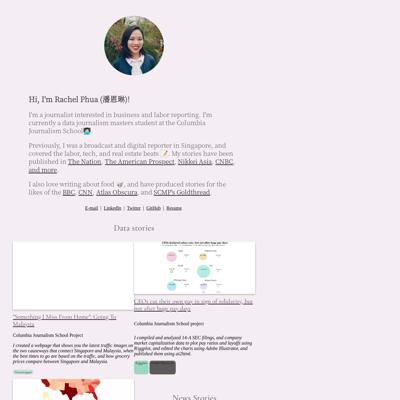 Hi, I'm Rachel Phua (潘恩琳)!
I'm a journalist interested in business and labor reporting. I'm
currently a data journalism masters student at the Columbia
Journalism School
Previously, I was a broadcast and digital reporter in Singapore, and
covered the labor, tech, and real estate beats. My stories have been
published in The Nation, The American Prospect, Nikkei Asia, CNBC,
and more.
I also love writing about food, and have produced stories for the
likes of the BBC, CNN, Atlas Obscura, and SCMP's Goldthread.
E-mail | LinkedIn | Twitter | GitHub | Resume
Data stories
"Something I Miss From Home": Going To
Malaysia
Columbia Journalism School Project
I created a webpage that shows you the latest traffic images on
the two causeways that connect Singapore and Malaysia, when
the best times to go are based on the traffic, and how grocery
prices compare between Singapore and Malaysia.
CEOs cut their own pay in sign of solidarity, but
not after huge pay days
Columbia Journalism School project
I compiled and analyzed 14-A SEC filings, and company
market capitalization data to plot pay ratios and layoffs using
R/ggplot, and edited the charts using Adobe Illustrator, and
published them using ai2html.
News Stories